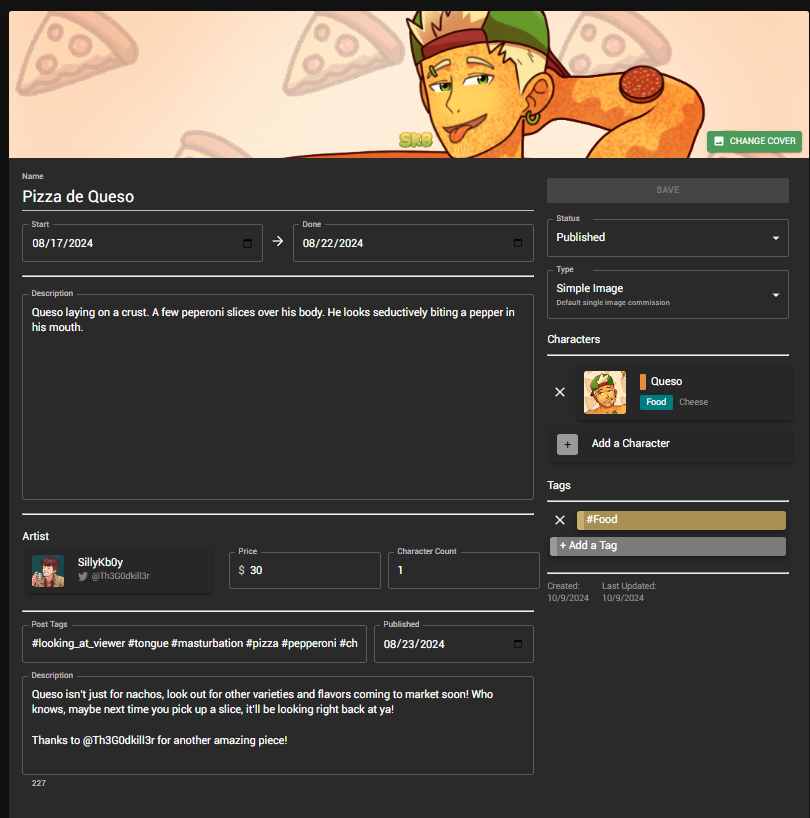 SKB
CHANGE COVER
Name
Pizza de Queso
SAVE
Start
08/17/2024
Done
08/22/2024
Status
Published
Type
Simple Image
Default single image commission
Description
Queso laying on a crust. A few peperoni slices over his body. He looks seductively biting a pepper in
his mouth.
Characters
Queso
Food Cheese
+ Add a Character
Tags
#Food
+ Add a Tag
Created:
10/9/2024
Last Updated:
10/9/2024
Artist
SillyKb0y
@Th3G0dkill3r
Price
$ 30
Character Count
1
Post Tags
#looking_at_viewer #tongue #masturbation #pizza #pepperoni #ch
Published
08/23/2024
Description
Queso isn't just for nachos, look out for other varieties and flavors coming to market soon! Who
knows, maybe next time you pick up a slice, it'll be looking right back at ya!
Thanks to @Th3G0dkill3r for another amazing piece!
227